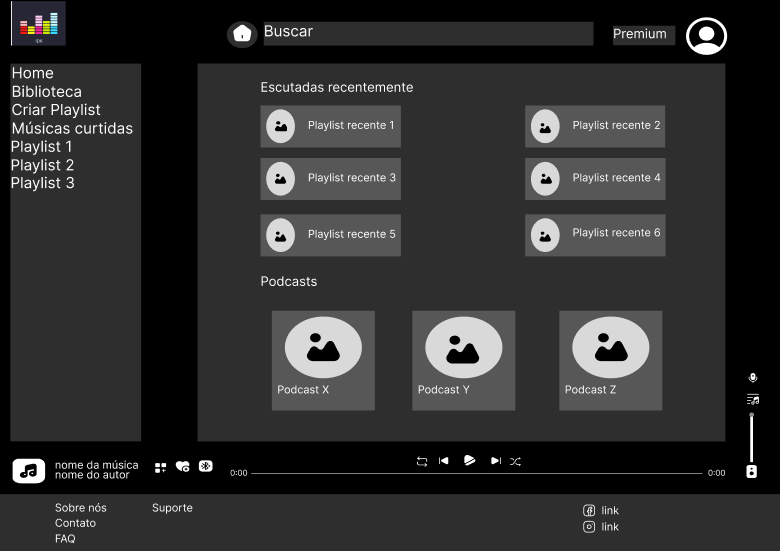 Buscar
Premium
Home
Biblioteca
Criar Playlist
Músicas curtidas
Playlist 1
Playlist 2
Playlist 3
Escutadas recentemente
Playlist recente 1
Playlist recente 2
Playlist recente 3
Playlist recente 4
Playlist recente 5
Playlist recente 6
Podcasts
Podcast X
Podcast Y
Podcast Z
nome da música
nome do autor
0:00
0:00
Sobre nós
Contato
FAQ
Suporte
link
link